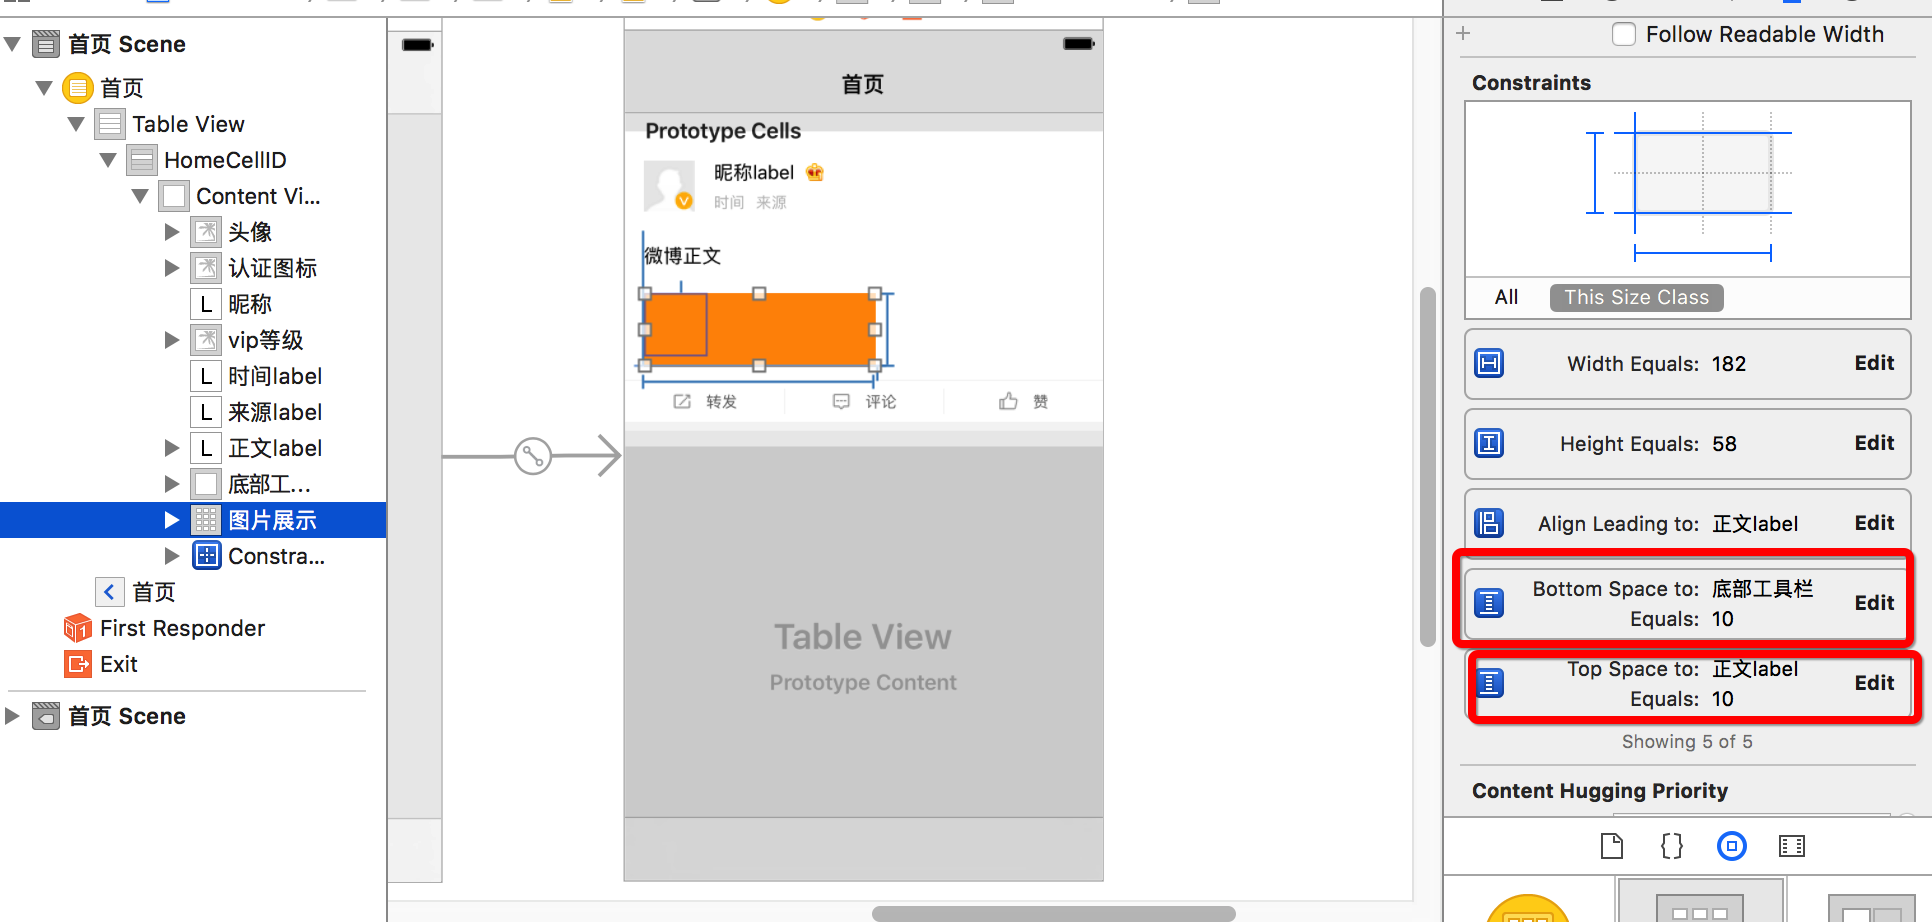 首页 Scene
首页
Table View
HomeCellID
Content Vi...
头像
认证图标
L 昵称
vip等级
L 时间label
L 来源label
L 正文label
底部工...
图片展示
Constra...
首页
First Responder
Exit
首页 Scene
首页
Prototype Cells
昵称label
时间 来源
微博正文
转发 评论 赞
Table View
Prototype Content
Follow Readable Width
Constraints
All This Size Class
Width Equals: 182 Edit
Height Equals: 58 Edit
Align Leading to: 正文label Edit
Bottom Space to: 底部工具栏
Equals: 10 Edit
Top Space to: 正文label
Equals: 10 Edit
Showing 5 of 5
Content Hugging Priority